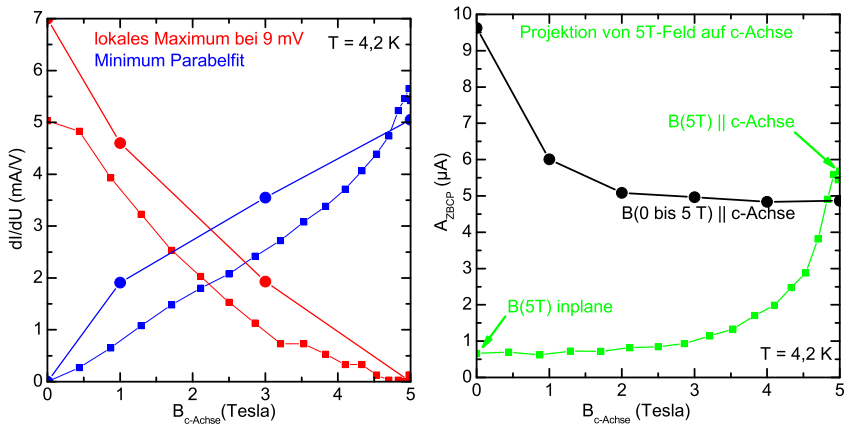 lokales Maximum bei 9 mV
Minimum Parabelfit
T = 4,2 K
7
6
5
4
3
2
1
0
dI/dU (mA/V)
0 1 2 3 4 5
B c-Achse (Tesla)
Projektion von 5T-Feld auf c-Achse
B(5T) || c-Achse
B(0 bis 5 T) || c-Achse
B(5T) inplane
T = 4,2 K
10
9
8
7
6
5
4
3
2
1
0
A ZBCP (µA)
0 1 2 3 4 5
B c-Achse (Tesla)